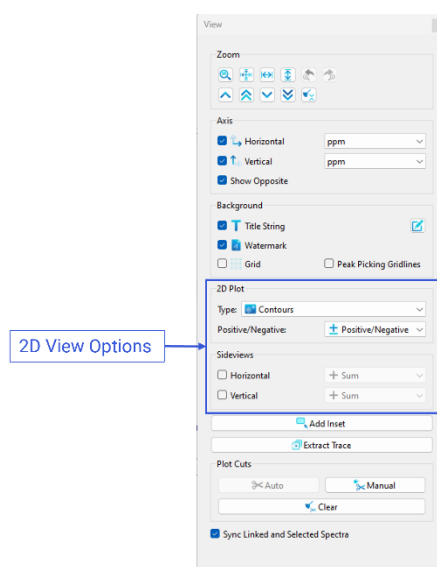 View
Zoom
Axis
Horizontal ppm
Vertical ppm
Show Opposite
Background
Title String
Watermark
Grid Peak Picking Gridlines
2D Plot
Type: Contours
Positive/Negative: Positive/Negative
2D View Options
Sideviews
Horizontal + Sum
Vertical + Sum
Add Inset
Extract Trace
Plot Cuts
Auto Manual
Clear
Sync Linked and Selected Spectra